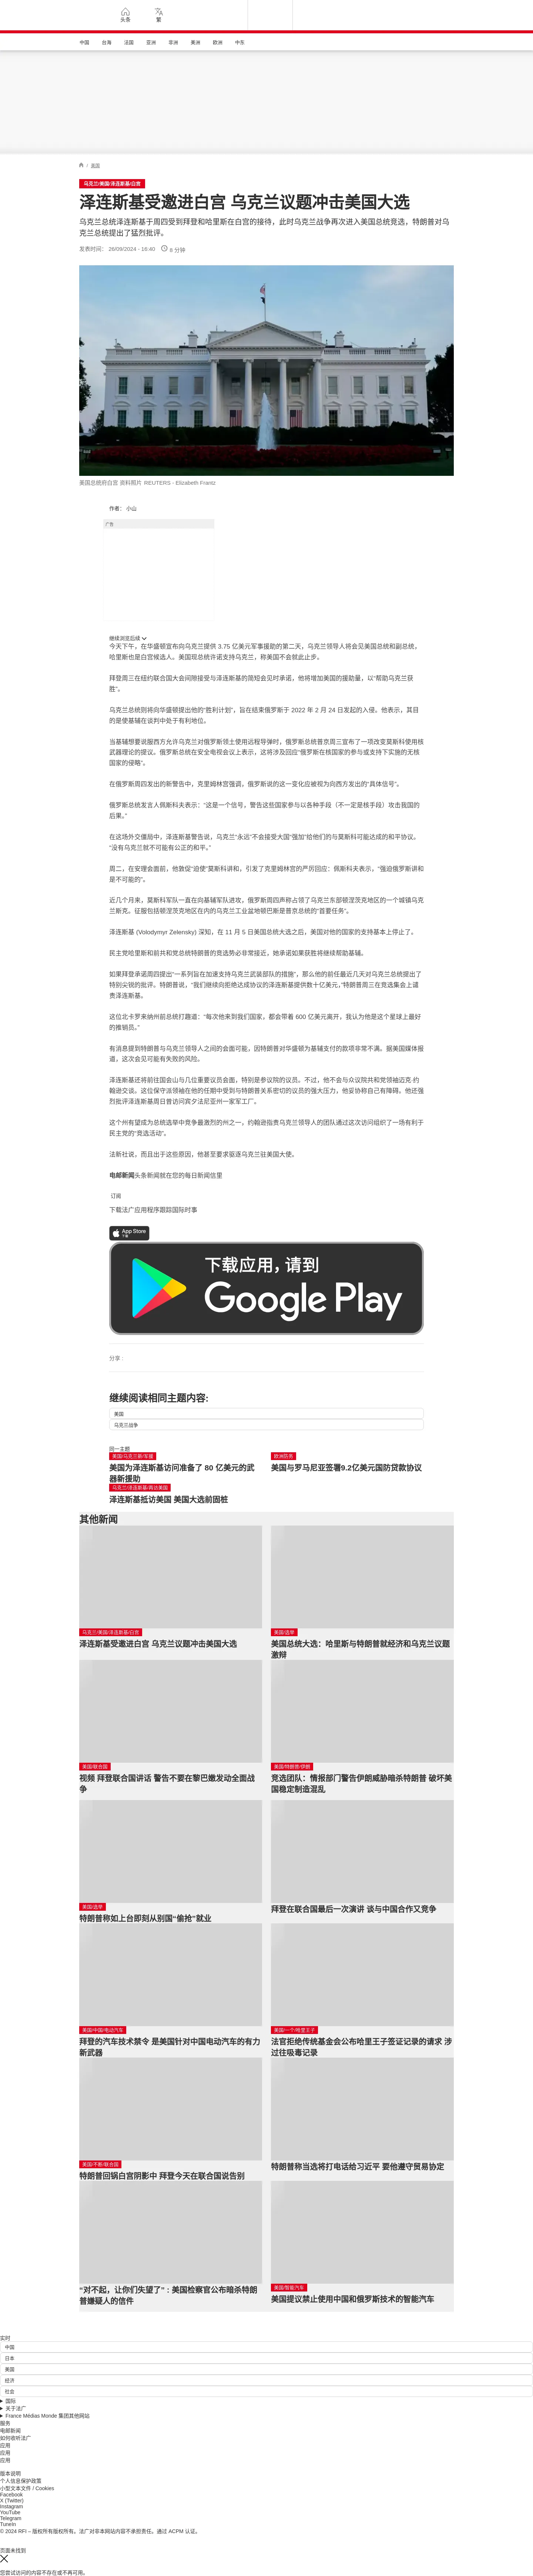 头条
繁
中国
台海
法国
亚洲
非洲
美洲
欧洲
中东
/ 美国
乌克兰/美国/泽连斯基/白宫
泽连斯基受邀进白宫 乌克兰议题冲击美国大选
乌克兰总统泽连斯基于周四受到拜登和哈里斯在白宫的接待，此时乌克兰战争再次进入美国总统竞选，特朗普对乌
克兰总统提出了猛烈批评。
发表时间： 26/09/2024 - 16:40
8 分钟
美国总统府白宫 资料照片 REUTERS - Elizabeth Frantz
作者： 小山
广告
继续浏览后续
今天下午，在华盛顿宣布向乌克兰提供 3.75 亿美元军事援助的第二天，乌克兰领导人将会见美国总统和副总统，
哈里斯也是白宫候选人。美国现总统许诺支持乌克兰，称美国不会就此止步。
拜登周三在纽约联合国大会间隙接受与泽连斯基的简短会见时承诺，他将增加美国的援助量，以“帮助乌克兰获
胜”。
乌克兰总统则将向华盛顿提出他的“胜利计划”，旨在结束俄罗斯于 2022 年 2 月 24 日发起的入侵。他表示，其目
的是使基辅在谈判中处于有利地位。
当基辅想要说服西方允许乌克兰对俄罗斯领土使用远程导弹时，俄罗斯总统普京周三宣布了一项改变莫斯科使用核
武器理论的提议。俄罗斯总统在安全电视会议上表示，这将涉及回应“俄罗斯在核国家的参与或支持下实施的无核
国家的侵略”。
在俄罗斯周四发出的新警告中，克里姆林宫强调，俄罗斯说的这一变化应被视为向西方发出的“具体信号”。
俄罗斯总统发言人佩斯科夫表示：“这是一个信号，警告这些国家参与以各种手段（不一定是核手段）攻击我国的
后果。”
在这场外交僵局中，泽连斯基警告说，乌克兰“永远”不会接受大国“强加”给他们的与莫斯科可能达成的和平协议。
“没有乌克兰就不可能有公正的和平。”
周二，在安理会面前，他敦促“迫使”莫斯科讲和，引发了克里姆林宫的严厉回应：佩斯科夫表示，“强迫俄罗斯讲和
是不可能的”。
近几个月来，莫斯科军队一直在向基辅军队进攻，俄罗斯周四声称占领了乌克兰东部顿涅茨克地区的一个城镇乌克
兰斯克。征服包括顿涅茨克地区在内的乌克兰工业盆地顿巴斯是普京总统的“首要任务”。
泽连斯基 (Volodymyr Zelensky) 深知，在 11 月 5 日美国总统大选之后，美国对他的国家的支持基本上停止了。
民主党哈里斯和前共和党总统特朗普的竞选势必非常接近，她承诺如果获胜将继续帮助基辅。
如果拜登承诺周四提出“一系列旨在加速支持乌克兰武装部队的措施”，那么他的前任最近几天对乌克兰总统提出了
特别尖锐的批评。特朗普说，“我们继续向拒绝达成协议的泽连斯基提供数十亿美元，”特朗普周三在竞选集会上谴
责泽连斯基。
这位北卡罗来纳州前总统打趣道：“每次他来到我们国家，都会带着 600 亿美元离开，我认为他是这个星球上最好
的推销员。”
有消息提到特朗普与乌克兰领导人之间的会面可能，因特朗普对华盛顿为基辅支付的款项非常不满。据美国媒体报
道，这次会见可能有失败的风险。
泽连斯基还将前往国会山与几位重要议员会面，特别是参议院的议员。不过，他不会与众议院共和党领袖迈克·约
翰逊交谈。这位保守派领袖在他的任期中受到与特朗普关系密切的议员的强大压力，他妥协将自己有障碍。他还强
烈批评泽连斯基周日曾访问宾夕法尼亚州一家军工厂。
这个州有望成为总统选举中竞争最激烈的州之一，约翰逊指责乌克兰领导人的团队通过这次访问组织了一场有利于
民主党的“竞选活动”。
法新社说，而且出于这些原因，他甚至要求驱逐乌克兰驻美国大使。
电邮新闻头条新闻就在您的每日新闻信里
订阅
下载法广应用程序跟踪国际时事
App Store
下载
下载应用，请到
Google Play
分享 :
继续阅读相同主题内容:
美国
乌克兰战争
同一主题
美国/乌克兰新/军援
美国为泽连斯基访问准备了 80 亿美元的武
器新援助
欧洲防务
美国与罗马尼亚签署9.2亿美元国防贷款协议
乌克兰/泽连斯基/再访美国
泽连斯基抵访美国 美国大选前固桩
其他新闻
乌克兰/美国/泽连斯基/白宫
泽连斯基受邀进白宫 乌克兰议题冲击美国大选
美国/选举
美国总统大选：哈里斯与特朗普就经济和乌克兰议题
激辩
美国/联合国
视频 拜登联合国讲话 警告不要在黎巴嫩发动全面战
争
美国/特朗普/伊朗
竞选团队：情报部门警告伊朗威胁暗杀特朗普 破坏美
国稳定制造混乱
美国/选举
特朗普称如上台即刻从别国“偷抢”就业
拜登在联合国最后一次演讲 谈与中国合作又竞争
美国/中国/电动汽车
拜登的汽车技术禁令 是美国针对中国电动汽车的有力
新武器
美国/一个/哈里王子
法官拒绝传统基金会公布哈里王子签证记录的请求 涉
过往吸毒记录
美国/不断/联合国
特朗普回锅白宫阴影中 拜登今天在联合国说告别
特朗普称当选将打电话给习近平 要他遵守贸易协定
“对不起，让你们失望了” : 美国检察官公布暗杀特朗
普嫌疑人的信件
美国/智能汽车
美国提议禁止使用中国和俄罗斯技术的智能汽车
实时
中国
日本
美国
经济
社会
国际
关于法广
France Médias Monde 集团其他网站
服务
电邮新闻
如何收听法广
应用
应用
应用
版本说明
个人信息保护政策
小型文本文件 / Cookies
Facebook
X (Twitter)
Instagram
YouTube
Telegram
TuneIn
© 2024 RFI – 版权所有版权所有。法广对非本网站内容不承担责任。通过 ACPM 认证。
页面未找到
您尝试访问的内容不存在或不再可用。